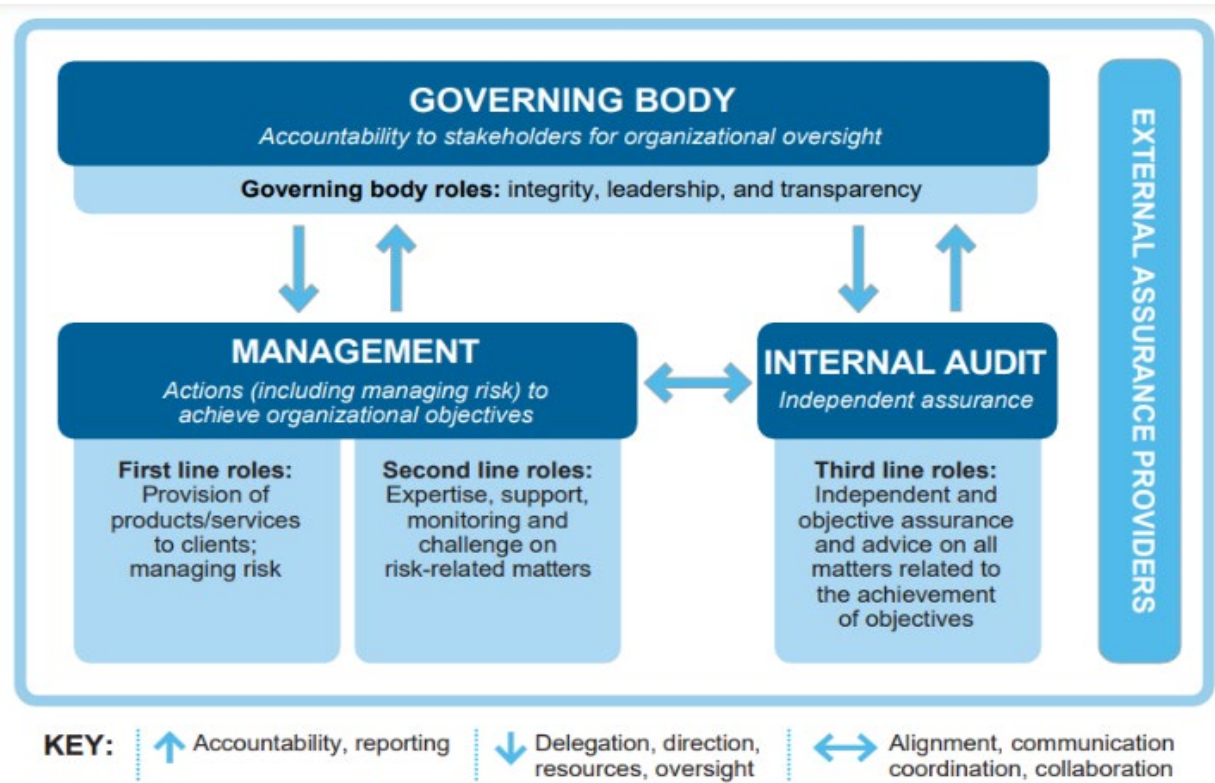 GOVERNING BODY
Accountability to stakeholders for organizational oversight
Governing body roles: integrity, leadership, and transparency
MANAGEMENT
Actions (including managing risk) to
achieve organizational objectives
First line roles:
Provision of
products/services
to clients;
managing risk
Second line roles:
Expertise, support,
monitoring and
challenge on
risk-related matters
INTERNAL AUDIT
Independent assurance
Third line roles:
Independent and
objective assurance
and advice on all
matters related to
the achievement
of objectives
EXTERNAL ASSURANCE PROVIDERS
KEY:
Accountability, reporting
Delegation, direction,
resources, oversight
Alignment, communication
coordination, collaboration